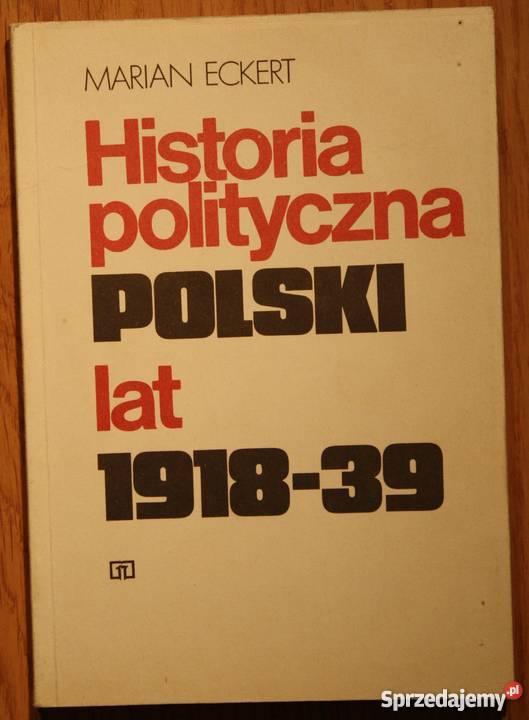 MARIAN ECKERT
Historia
polityczna
POLSKI
lat
1918-39
Sprzedajemy.pl